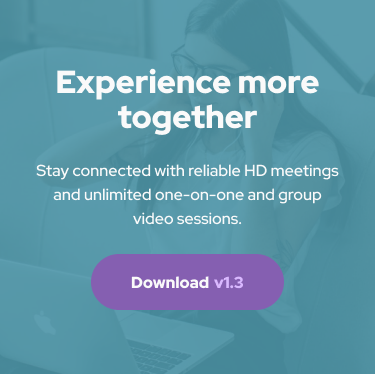 Experience more
together
Stay connected with reliable HD meetings
and unlimited one-on-one and group
video sessions.
Download v1.3